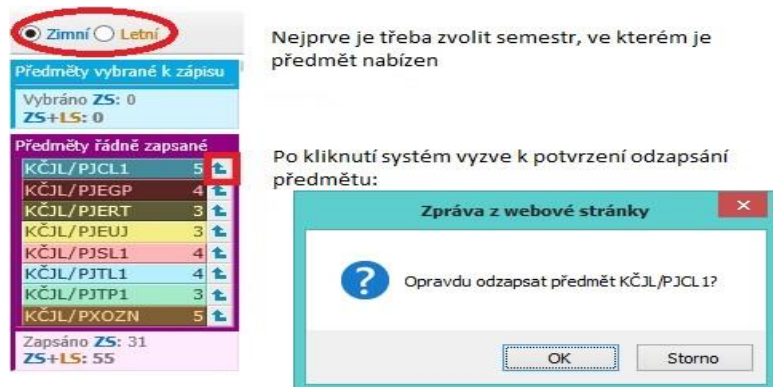 Zimní Letní
Předměty vybrané k zápisu
Vybráno ZS: 0
ZS+LS: 0
Předměty řádně zapsané
KČJL/PJCL1 5
KČJL/PJEGP 4
KČJL/PJERT 3
KČJL/PJEUJ 3
KČJL/PJSL1 4
KČJL/PJTL1 4
KČJL/PJTP1 3
KČJL/PXOZN 5
Zapsáno ZS: 31
ZS+LS: 55
Nejprve je třeba zvolit semestr, ve kterém je
předmět nabízen
Po kliknutí systém vyzve k potvrzení odzapsání
předmětu:
Zpráva z webové stránky
Opravdu odzapsat předmět KČJL/PJCL1?
OK Storno